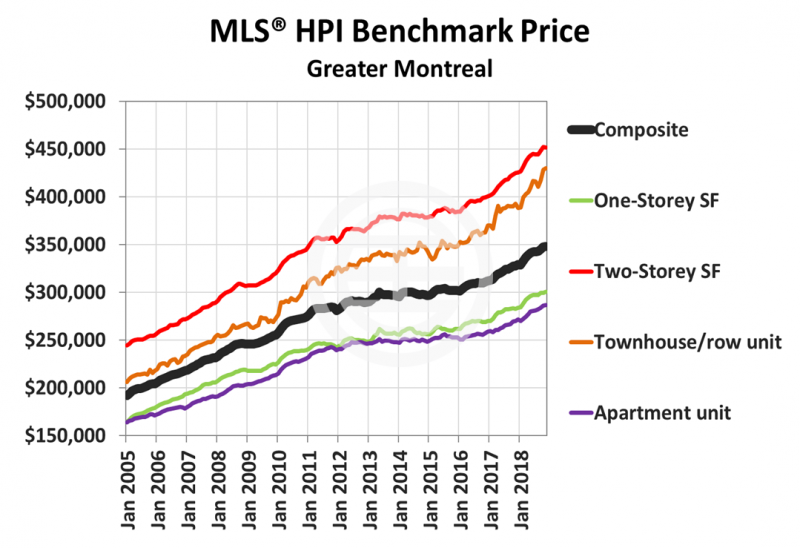 MLS® HPI Benchmark Price
Greater Montreal
$500,000
$450,000
$400,000
$350,000
$300,000
$250,000
$200,000
$150,000
Jan 2005
Jan 2006
Jan 2007
Jan 2008
Jan 2009
Jan 2010
Jan 2011
Jan 2012
Jan 2013
Jan 2014
Jan 2015
Jan 2016
Jan 2017
Jan 2018
Composite
One-Storey SF
Two-Storey SF
Townhouse/row unit
Apartment unit